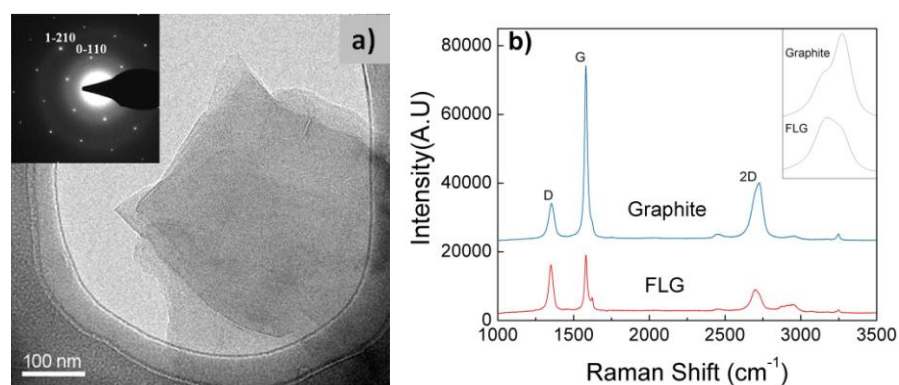 1-210
0-110
a)
100 nm
b)
80000
60000
40000
20000
0
Intensity(A.U)
G
D
2D
Graphite
FLG
Graphite
FLG
1000 1500 2000 2500 3000 3500
Raman Shift (cm⁻¹)